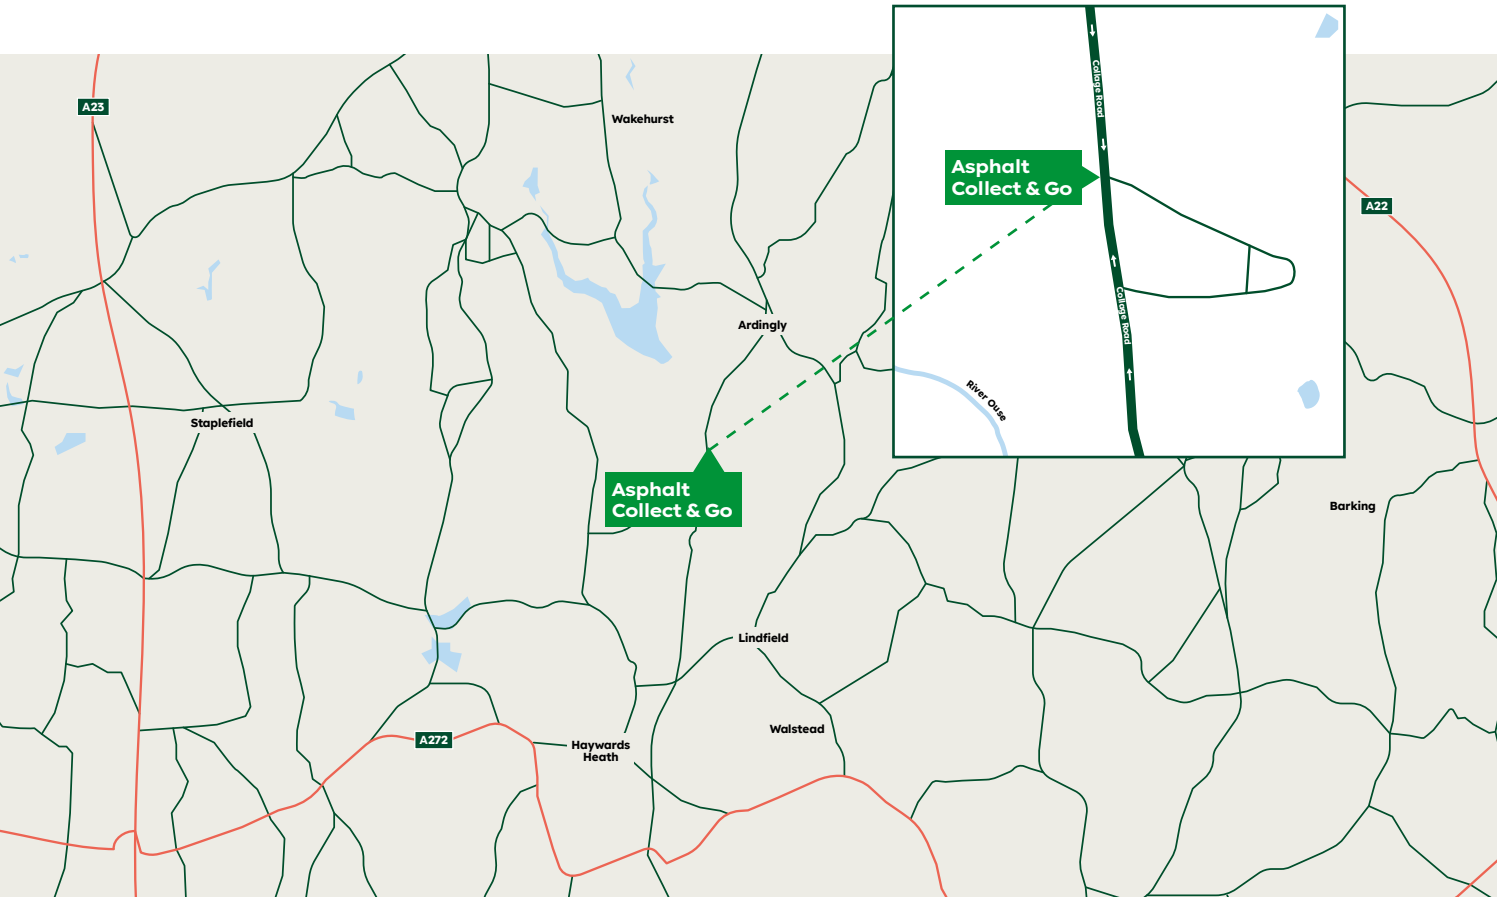 A23
Wakehurst
Collage Road
Asphalt
Collect & Go
A22
Collage Road
Ardingly
River Ouse
Staplefield
Asphalt
Collect & Go
Barking
Lindfield
Walstead
A272
Haywards
Heath